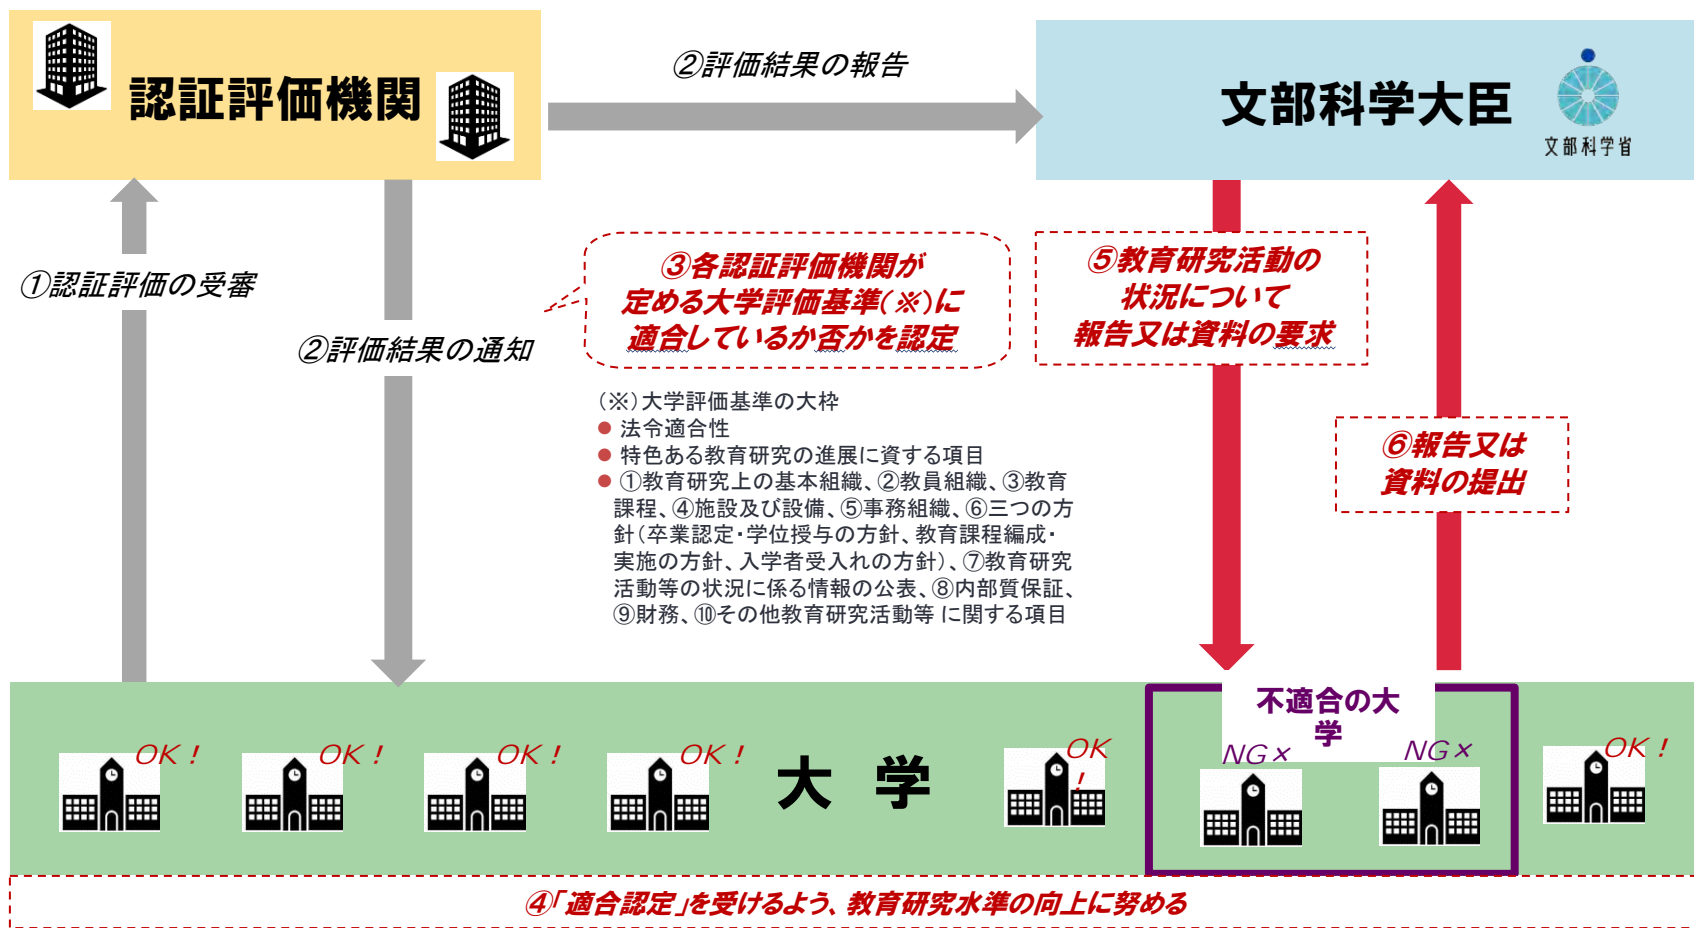 認証評価機関
②評価結果の報告
文部科学大臣
文部科学省
①認証評価の受審
②評価結果の通知
③各認証評価機関が
定める大学評価基準(※)に
適合しているか否かを認定
⑤教育研究活動の
状況について
報告又は資料の要求
(※)大学評価基準の大枠
● 法令適合性
● 特色ある教育研究の進展に資する項目
● ①教育研究上の基本組織、②教員組織、③教育
課程、④施設及び設備、⑤事務組織、⑥三つの方
針(卒業認定・学位授与の方針、教育課程編成・
実施の方針、入学者受入れの方針)、⑦教育研究
活動等の状況に係る情報の公表、⑧内部質保証、
⑨財務、⑩その他教育研究活動等 に関する項目
⑥報告又は
資料の提出
OK!
OK!
OK!
OK!
大 学
OK
!
不適合の大
学
NG×
NG×
OK!
④「適合認定」を受けるよう、教育研究水準の向上に努める